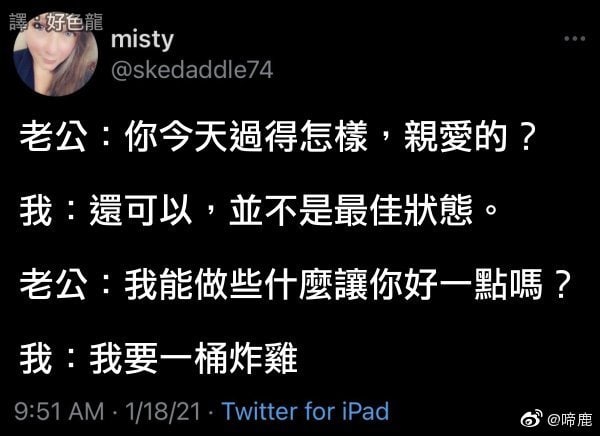 譯：好色龍
misty
@skedaddle74
老公：你今天過得怎樣，親愛的？
我：還可以，並不是最佳狀態。
老公：我能做些什麼讓你好一點嗎？
我：我要一桶炸雞
9:51 AM · 1/18/21 · Twitter for iPad
@啼鹿